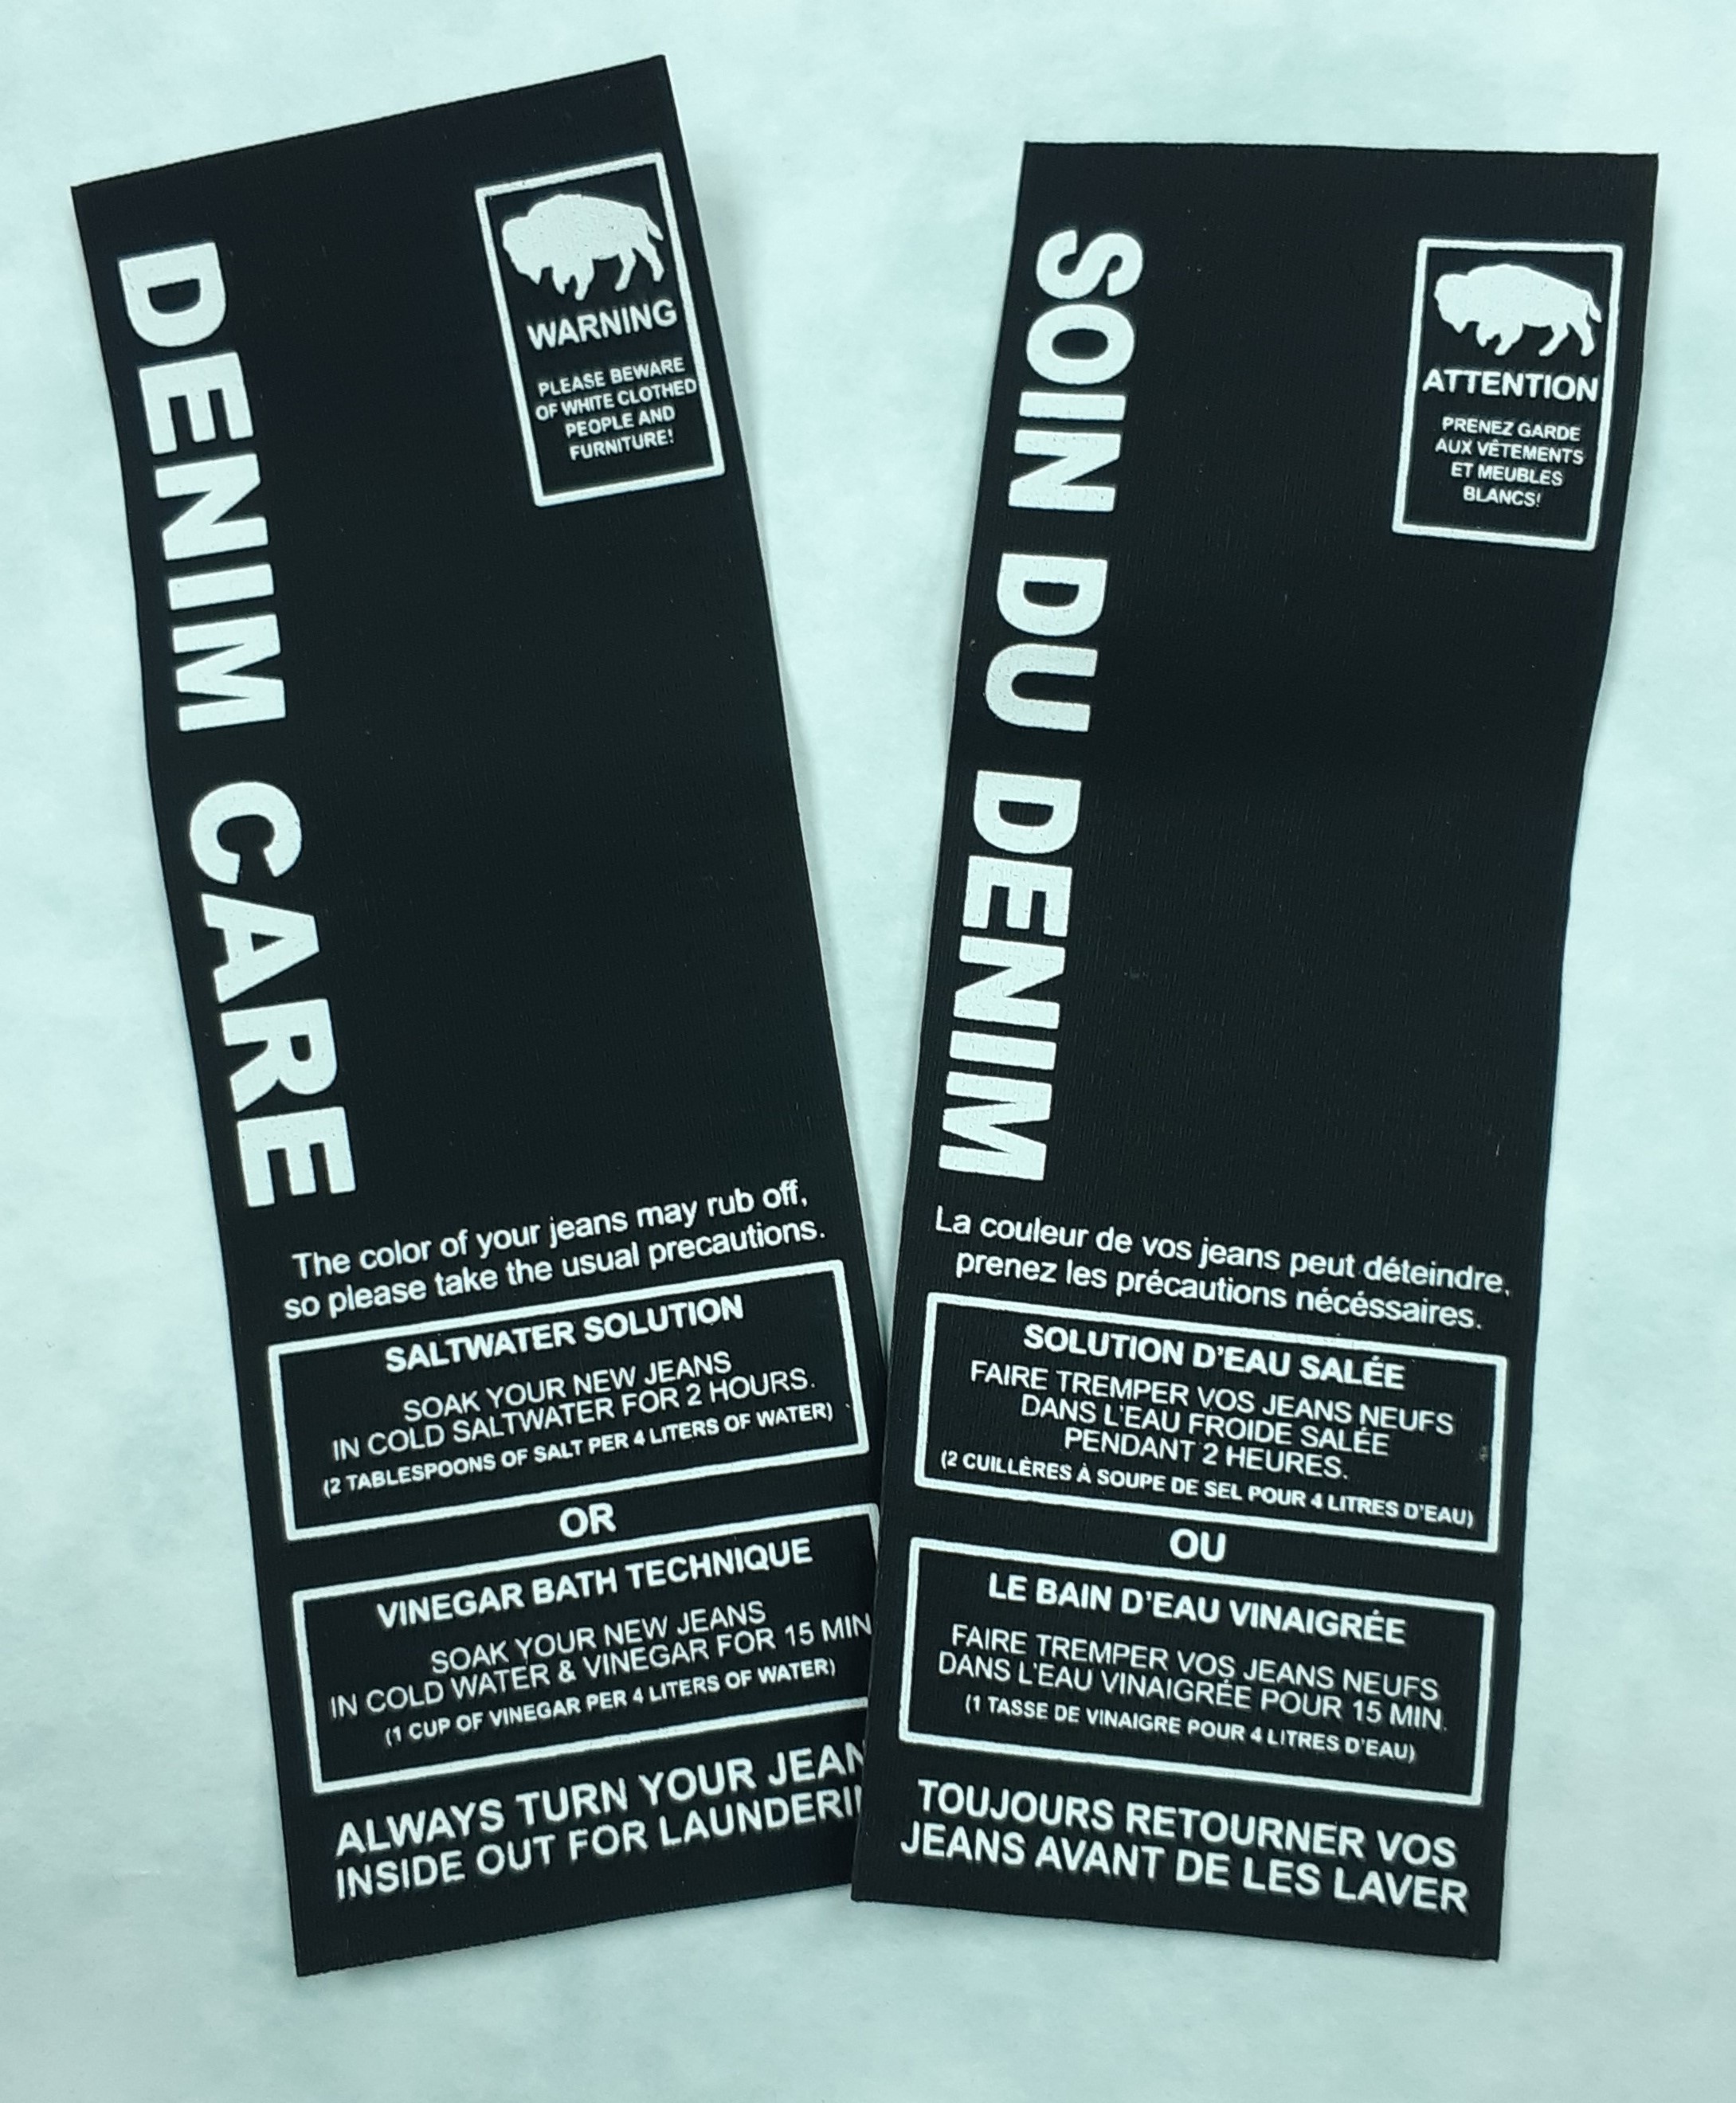 DENIM CARE
WARNING
PLEASE BEWARE
OF WHITE CLOTHED
PEOPLE AND
FURNITURE!
The color of your jeans may rub off,
so please take the usual precautions.
SALTWATER SOLUTION
SOAK YOUR NEW JEANS
IN COLD SALTWATER FOR 2 HOURS.
(2 TABLESPOONS OF SALT PER 4 LITERS OF WATER)
OR
VINEGAR BATH TECHNIQUE
SOAK YOUR NEW JEANS
IN COLD WATER & VINEGAR FOR 15 MIN
(1 CUP OF VINEGAR PER 4 LITERS OF WATER)
ALWAYS TURN YOUR JEAN
INSIDE OUT FOR LAUNDERI
SOIN DU DENIM
ATTENTION
PRENEZ GARDE
AUX VÊTEMENTS
ET MEUBLES
BLANCS!
La couleur de vos jeans peut déteindre,
prenez les précautions nécéssaires.
SOLUTION D'EAU SALÉE
FAIRE TREMPER VOS JEANS NEUFS
DANS L'EAU FROIDE SALÉE
PENDANT 2 HEURES.
(2 CUILLÈRES À SOUPE DE SEL POUR 4 LITRES D'EAU)
OU
LE BAIN D'EAU VINAIGRÉE
FAIRE TREMPER VOS JEANS NEUFS
DANS L'EAU VINAIGRÉE POUR 15 MIN.
(1 TASSE DE VINAIGRE POUR 4 LITRES D'EAU)
TOUJOURS RETOURNER VOS
JEANS AVANT DE LES LAVER